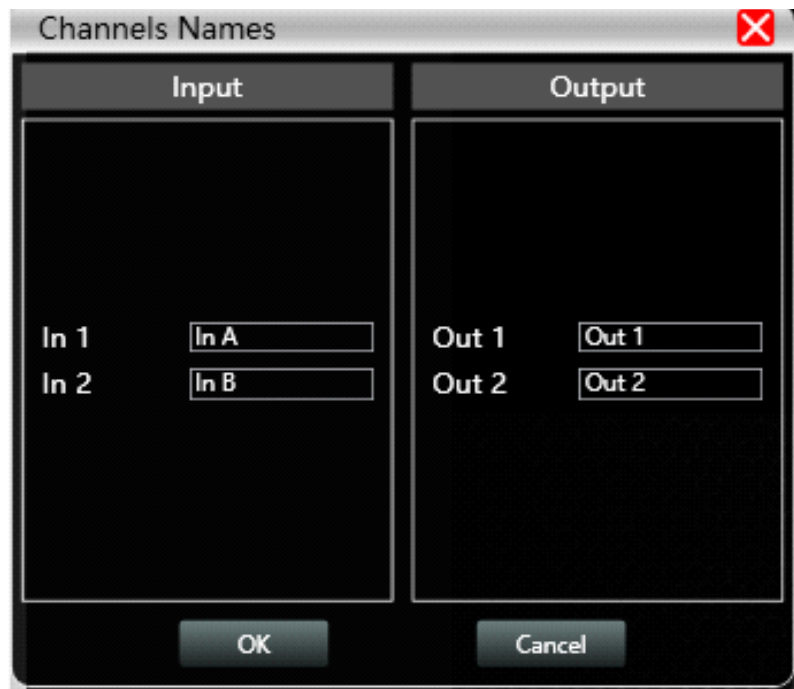 Channels Names
Input Output
In 1 In A Out 1 Out 1
In 2 In B Out 2 Out 2
OK Cancel